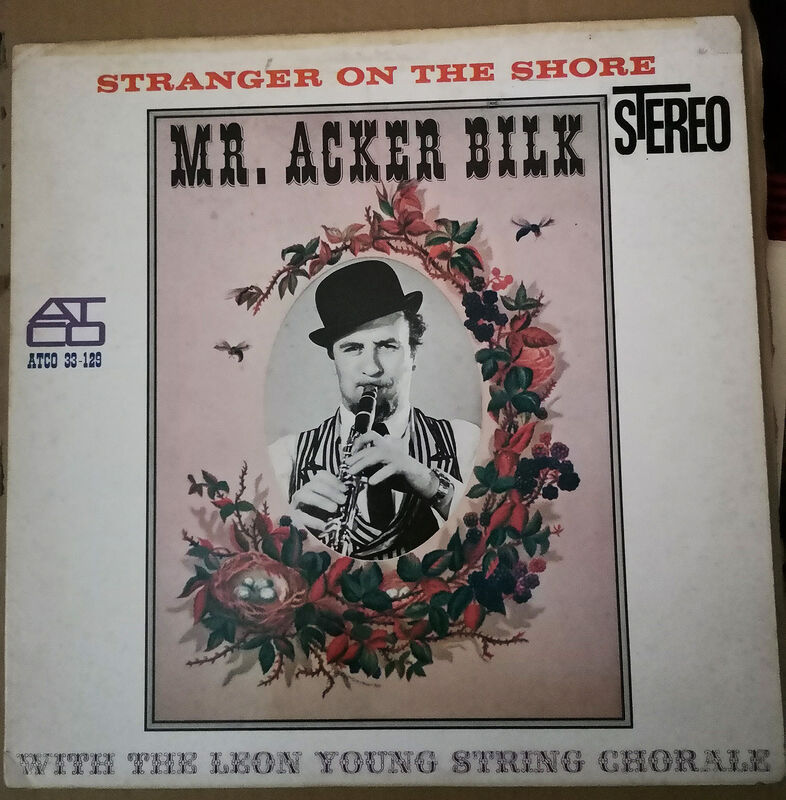 STRANGER ON THE SHORE
STEREO
MR. ACKER BILK
ATCO
ATCO 33-129
WITH THE LEON YOUNG STRING CHORALE